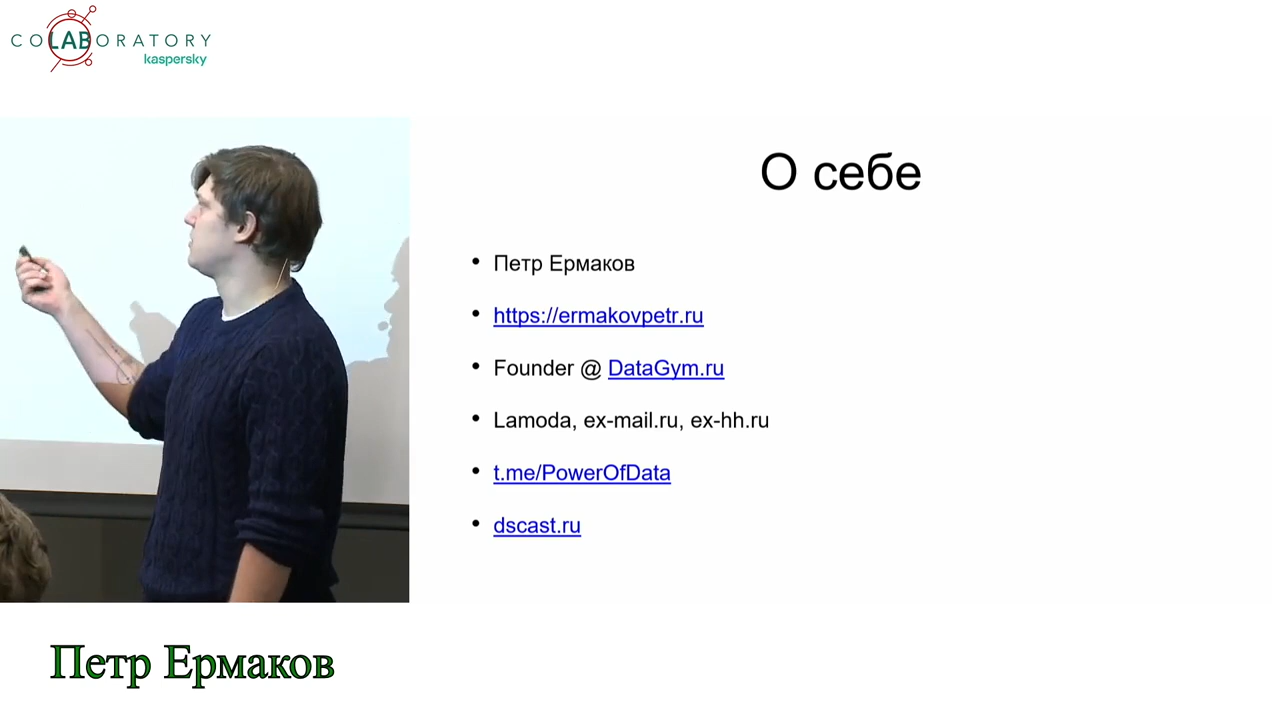 COLABORATORY
kaspersky
О себе
• Петр Ермаков
• https://ermakovpetr.ru
• Founder @ DataGym.ru
• Lamoda, ex-mail.ru, ex-hh.ru
• t.me/PowerOfData
• dscast.ru
Петр Ермаков